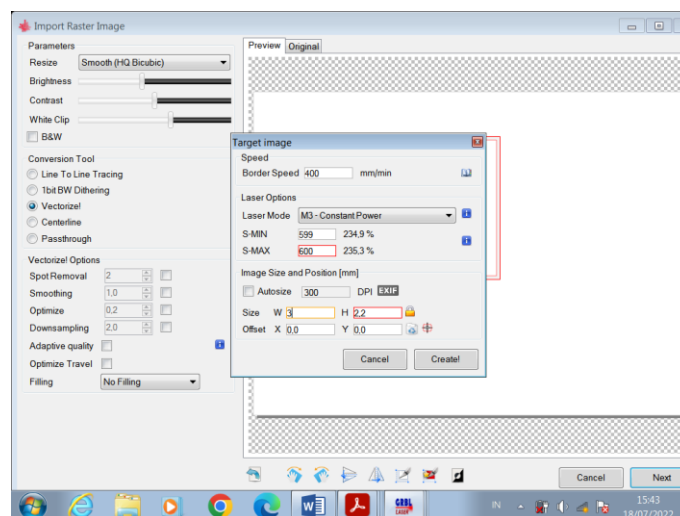 Import Raster Image
Parameters
Resize Smooth (HQ Bicubic)
Brightness
Contrast
White Clip
B&W
Conversion Tool
Line To Line Tracing
1bit BW Dithering
Vectorize!
Centerline
Passthrough
Vectorize! Options
Spot Removal 2
Smoothing 1,0
Optimize 0,2
Downsampling 2,0
Adaptive quality
Optimize Travel
Filling No Filling
Preview Original
Target image
Speed
Border Speed 400 mm/min
Laser Options
Laser Mode M3 - Constant Power
S-MIN 599 234,9 %
S-MAX 600 235,3 %
Image Size and Position [mm]
Autosize 300 DPI EXIF
Size W 3 H 2,2
Offset X 0,0 Y 0,0
Cancel Create!
Cancel Next
GRBL
LASER
IN
15:43
18/07/2022